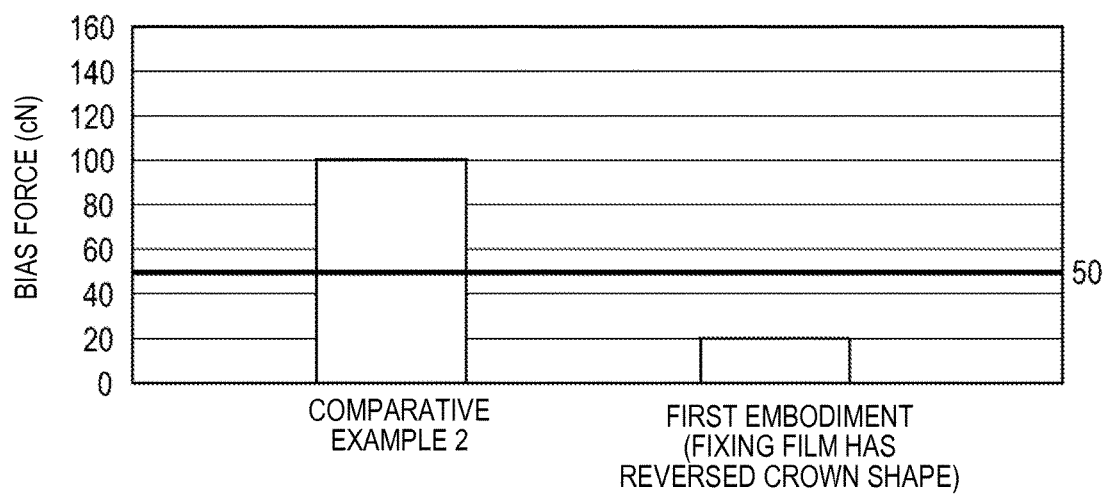 160
140
120
100
80
60
40
20
0
BIAS FORCE (cN)
50
COMPARATIVE
EXAMPLE 2
FIRST EMBODIMENT
(FIXING FILM HAS
REVERSED CROWN SHAPE)